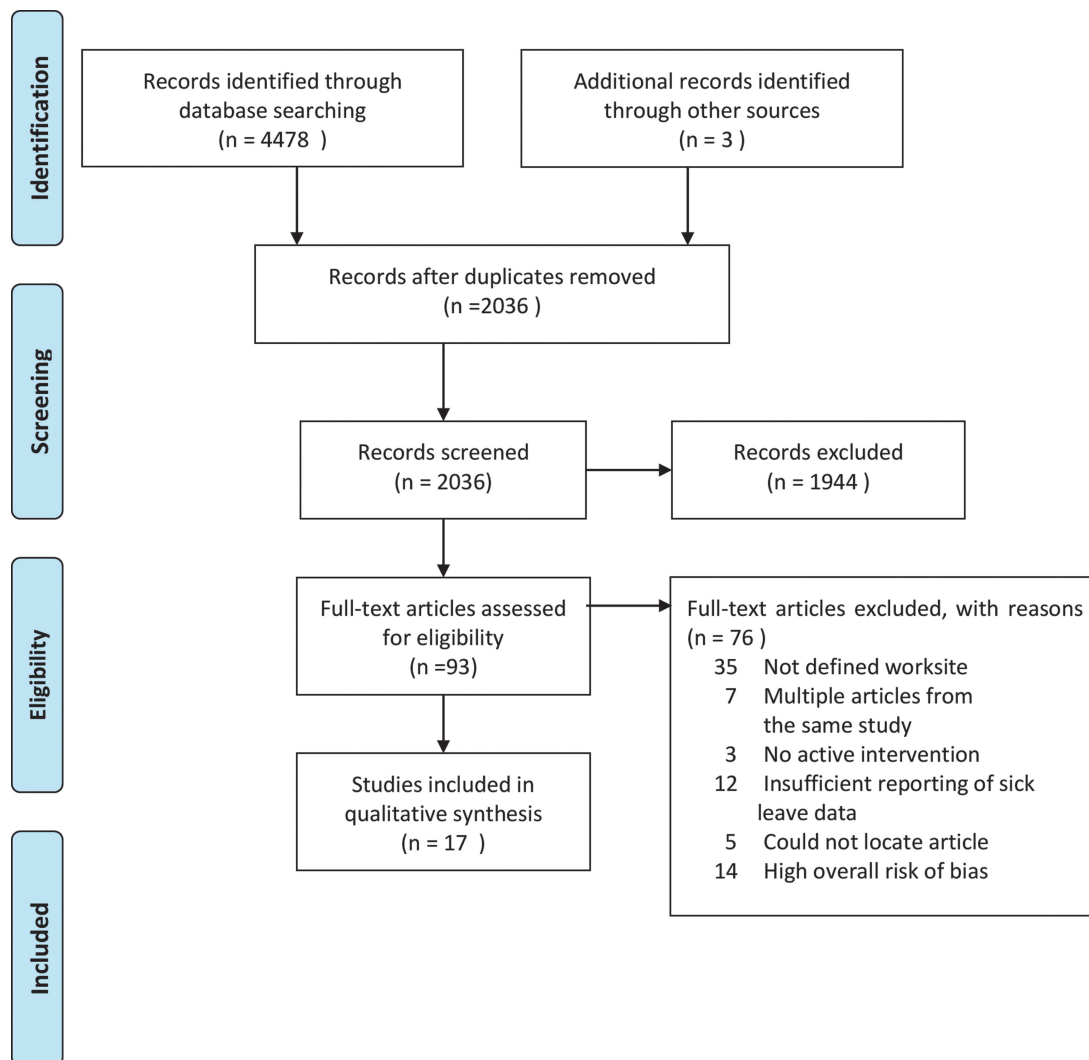 Identification
Records identified through
database searching
(n = 4478 )
Additional records identified
through other sources
(n = 3 )
Records after duplicates removed
(n =2036 )
Screening
Records screened
(n = 2036)
Records excluded
(n = 1944 )
Eligibility
Full-text articles assessed
for eligibility
(n =93)
Full-text articles excluded, with reasons
(n = 76 )
35 Not defined worksite
7 Multiple articles from
the same study
3 No active intervention
12 Insufficient reporting of sick
leave data
5 Could not locate article
14 High overall risk of bias
Studies included in
qualitative synthesis
(n = 17 )
Included